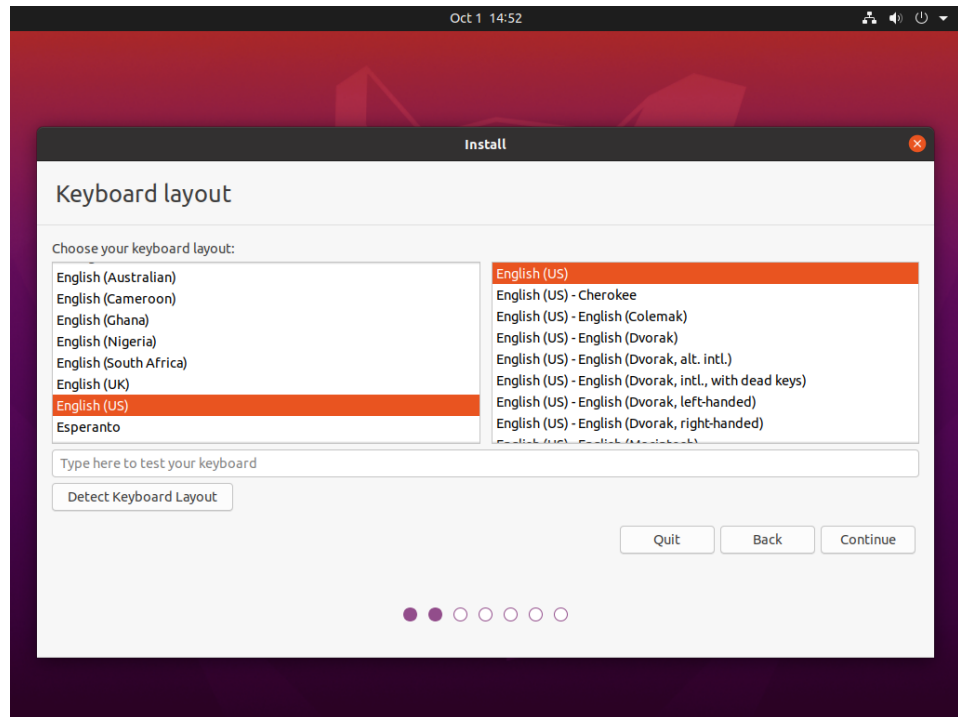 Oct 1 14:52
Install
Keyboard layout
Choose your keyboard layout:
English (Australian)
English (Cameroon)
English (Ghana)
English (Nigeria)
English (South Africa)
English (UK)
English (US)
Esperanto
English (US)
English (US) - Cherokee
English (US) - English (Colemak)
English (US) - English (Dvorak)
English (US) - English (Dvorak, alt. intl.)
English (US) - English (Dvorak, intl., with dead keys)
English (US) - English (Dvorak, left-handed)
English (US) - English (Dvorak, right-handed)
English (US) - English (Macintosh)
Type here to test your keyboard
Detect Keyboard Layout
Quit
Back
Continue